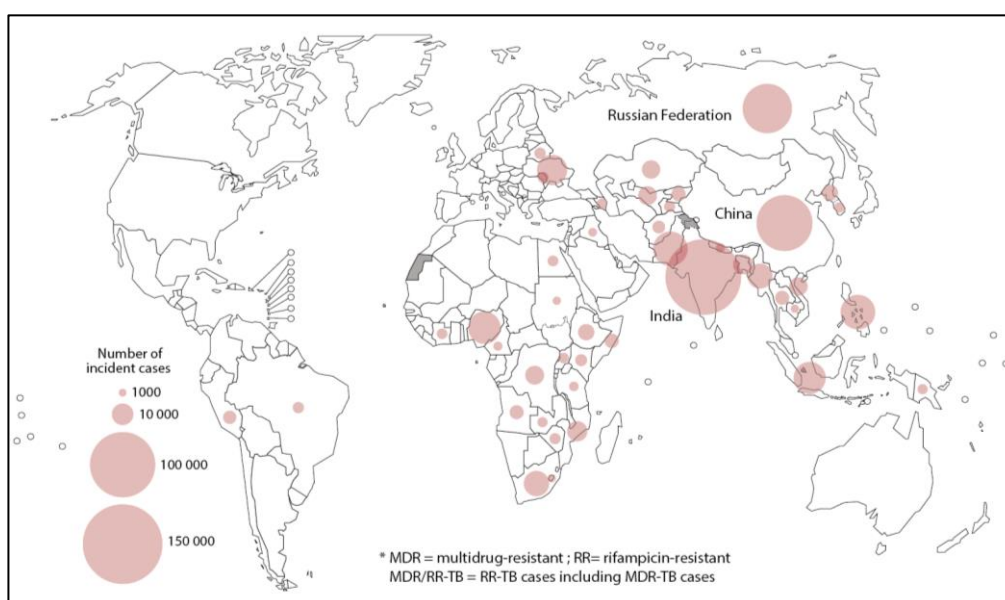 Russian Federation
China
India
Number of
incident cases
1000
10 000
100 000
150 000
* MDR = multidrug-resistant ; RR= rifampicin-resistant
MDR/RR-TB = RR-TB cases including MDR-TB cases